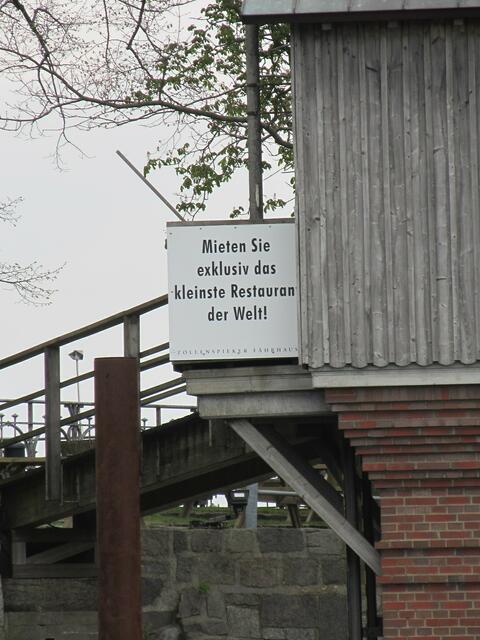 Mieten Sie
exklusiv das
kleinste Restauran
der Welt!
ZOLLENSPIEKER FÄHRHAUS